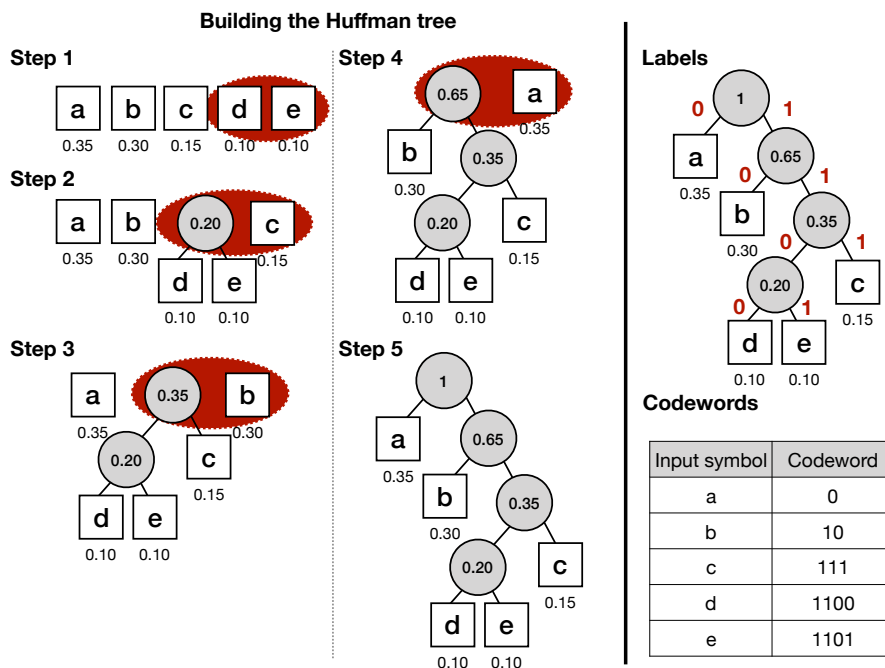 Building the Huffman tree
Step 1
a b c d e
0.35 0.30 0.15 0.10 0.10
Step 2
a b 0.20 c
0.35 0.30 0.15
d e
0.10 0.10
Step 3
a 0.35 b
0.35 0.30
0.20 c
0.15
d e
0.10 0.10
Step 4
0.65 a
0.35
b 0.35
0.30
0.20 c
0.15
d e
0.10 0.10
Step 5
1
a 0.65
0.35
b 0.35
0.30
0.20 c
0.15
d e
0.10 0.10
Labels
0 1 1
a 0.65
0.35 0 1
b 0.35
0.30 0 1
0.20 c
0.15
0 1
d e
0.10 0.10
Codewords
Input symbol Codeword
a 0
b 10
c 111
d 1100
e 1101